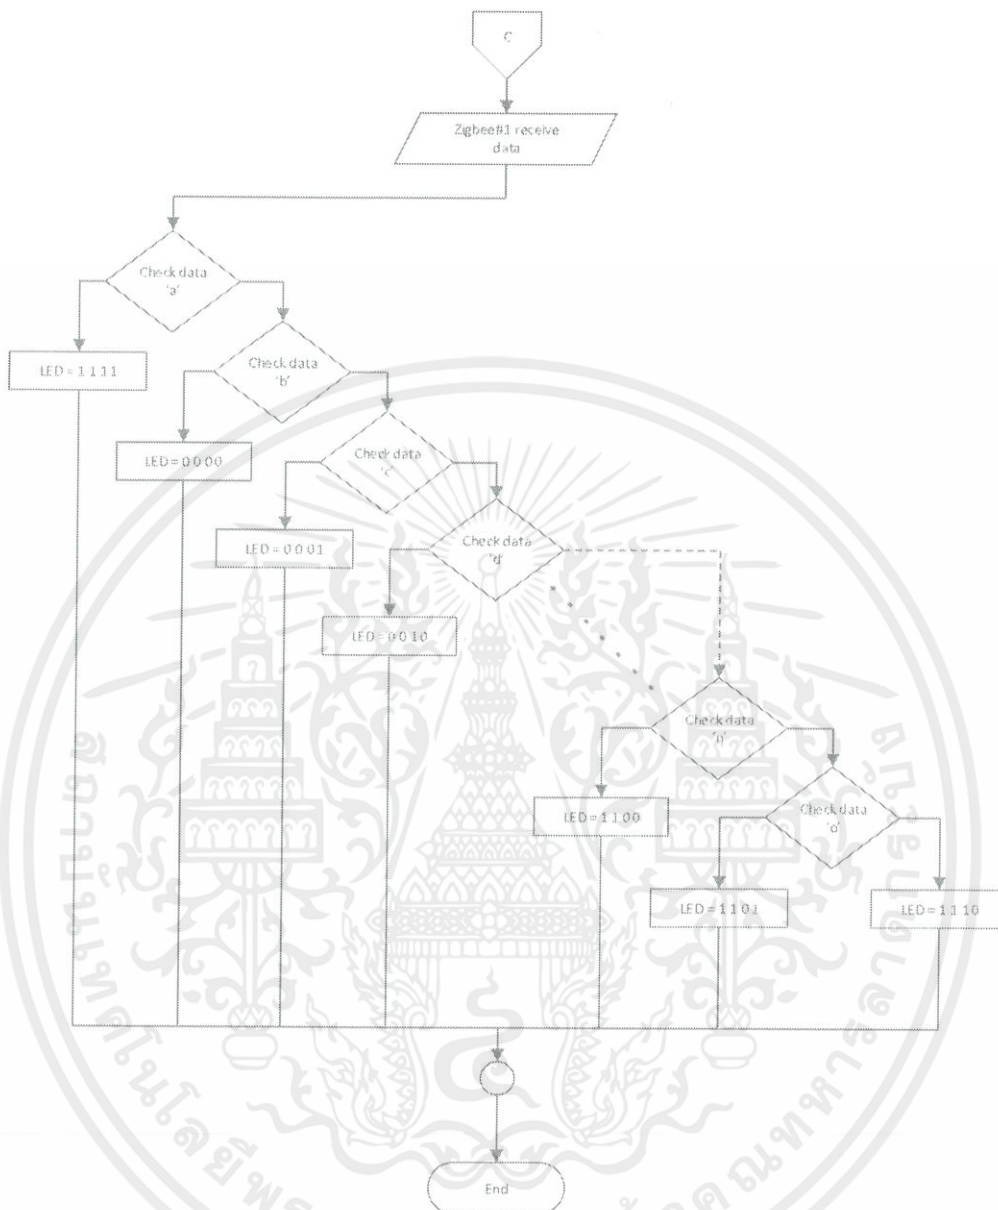 C
Zigbee#1 receive
data
Check data
'a'
LED = 1 1 1 1
Check data
'b'
LED = 0 0 0 0
Check data
'c'
LED = 0 0 0 1
Check data
'd'
LED = 0 0 1 0
Check data
'n'
LED = 1 1 0 0
Check data
'o'
LED = 1 1 0 1
LED = 1 1 1 0
End